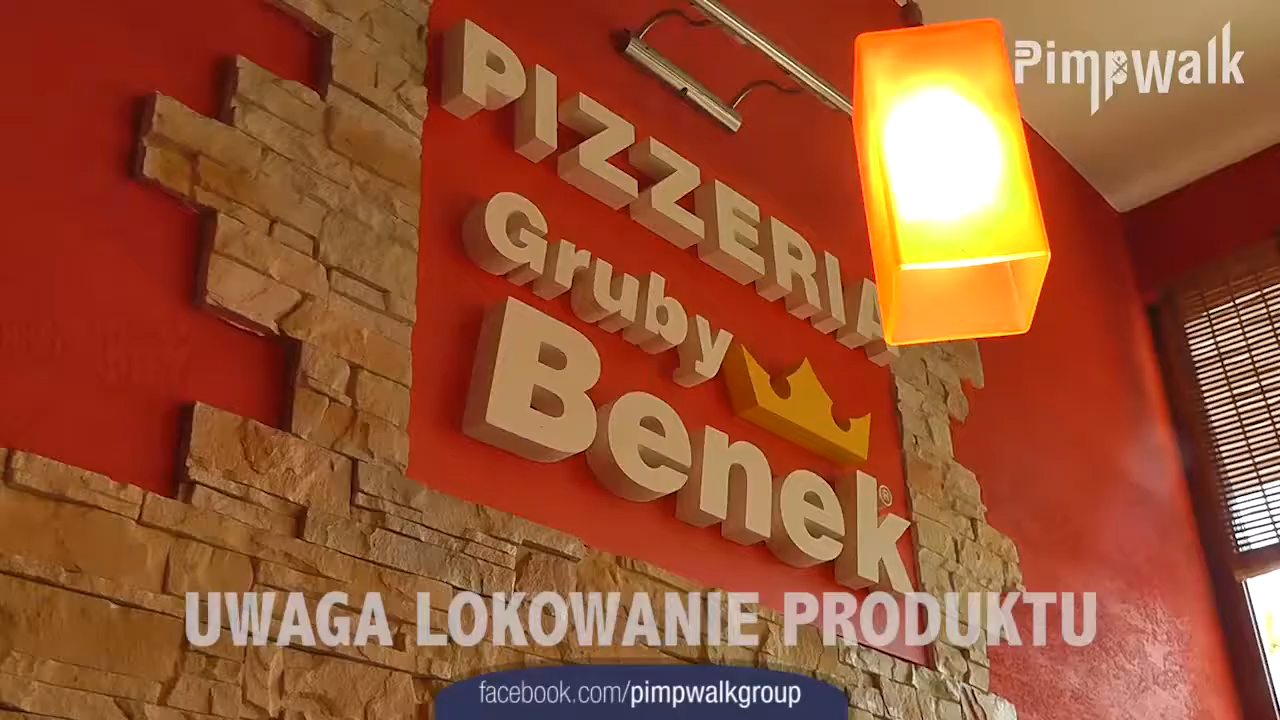 Pimpwalk
PIZZERIA
Gruby
Benek®
UWAGA LOKOWANIE PRODUKTU
facebook.com/pimpwalkgroup